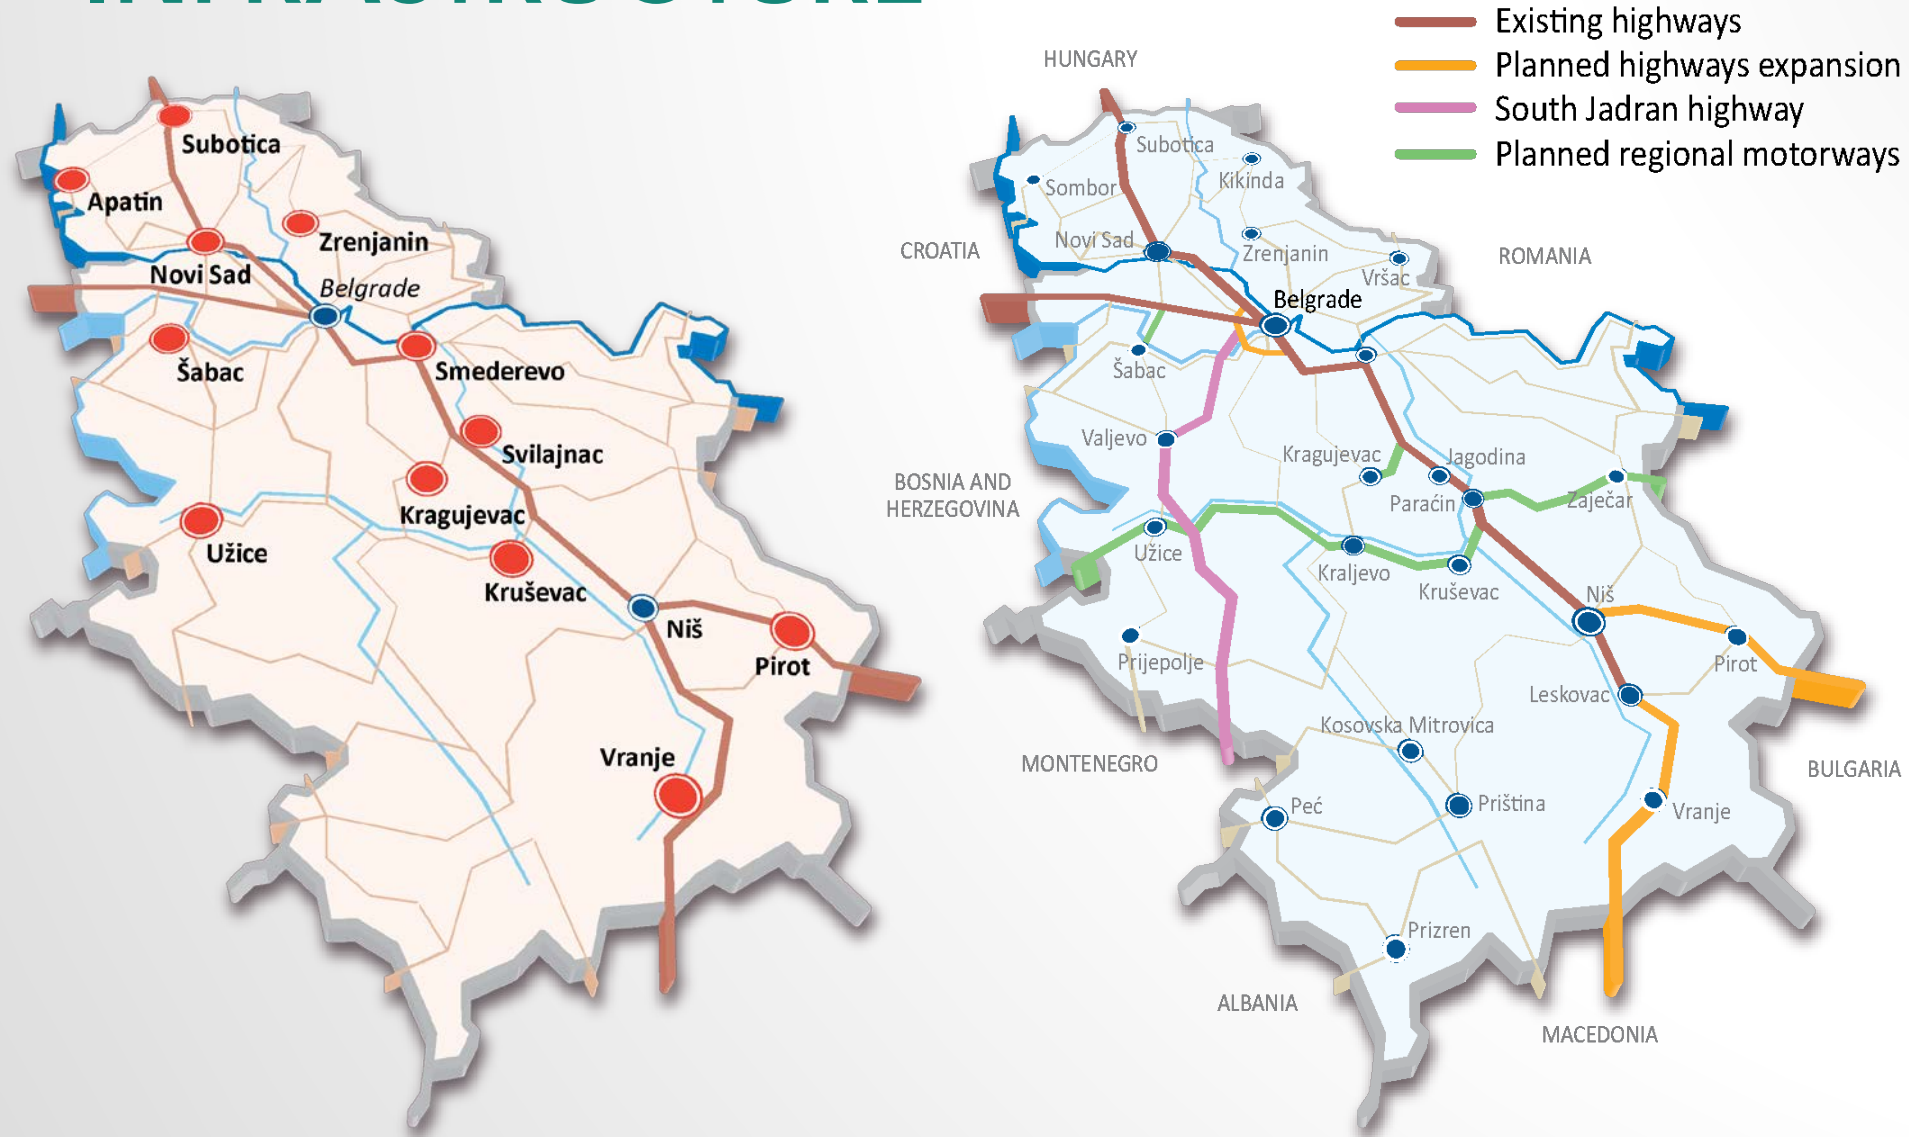 INFRASTRUCTURE
Subotica
Apatin
Zrenjanin
Novi Sad
Belgrade
Šabac
Smederevo
Svilajnac
Kragujevac
Užice
Kruševac
Niš
Pirot
Vranje
Existing highways
Planned highways expansion
South Jadran highway
Planned regional motorways
HUNGARY
Subotica
Kikinda
Sombor
Novi Sad
CROATIA
Zrenjanin
ROMANIA
Vršac
Belgrade
Šabac
Valjevo
Kragujevac
Jagodina
BOSNIA AND
HERZEGOVINA
Paraćin
Zaječar
Užice
Kraljevo
Kruševac
Niš
Prijepolje
Pirot
Leskovac
Kosovska Mitrovica
MONTENEGRO
BULGARIA
Peć
Priština
Vranje
Prizren
ALBANIA
MACEDONIA